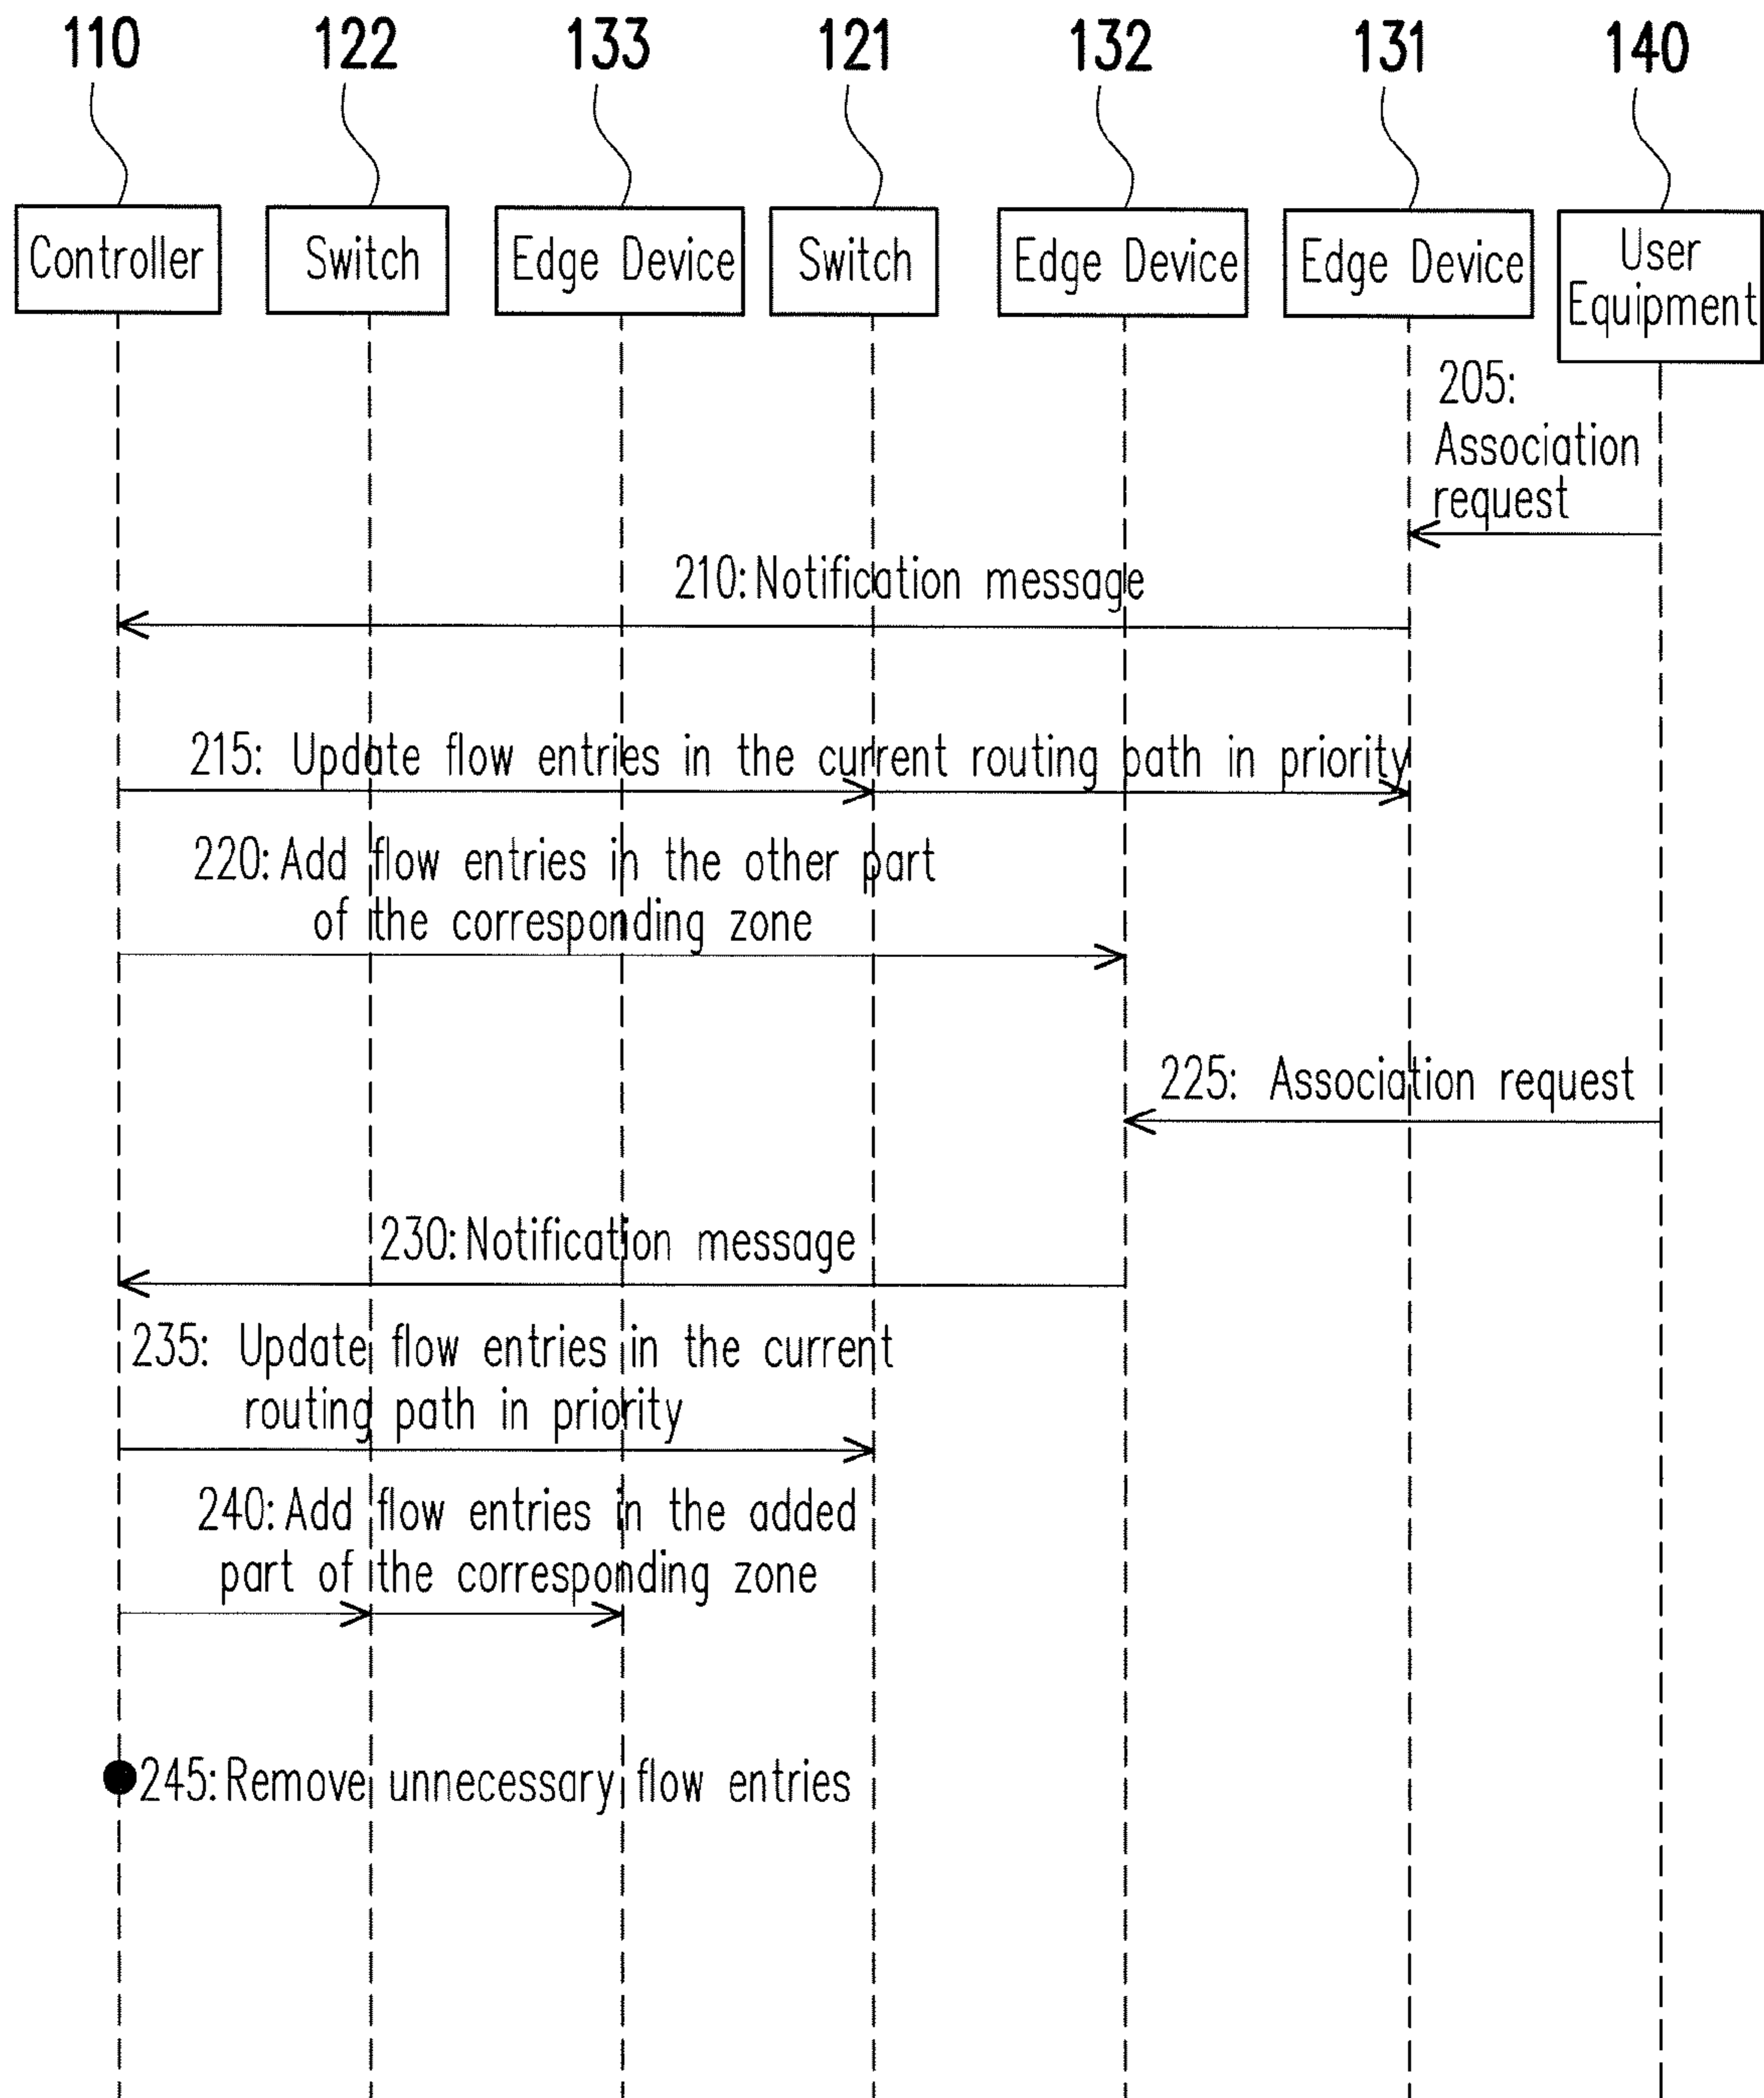 110 122 133 121 132 131 140
Controller Switch Edge Device Switch Edge Device Edge Device User
Equipment
205:
Association
request
210: Notification message
215: Update flow entries in the current routing path in priority
220: Add flow entries in the other part
of the corresponding zone
225: Association request
230: Notification message
235: Update flow entries in the current
routing path in priority
240: Add flow entries in the added
part of the corresponding zone
245: Remove unnecessary flow entries